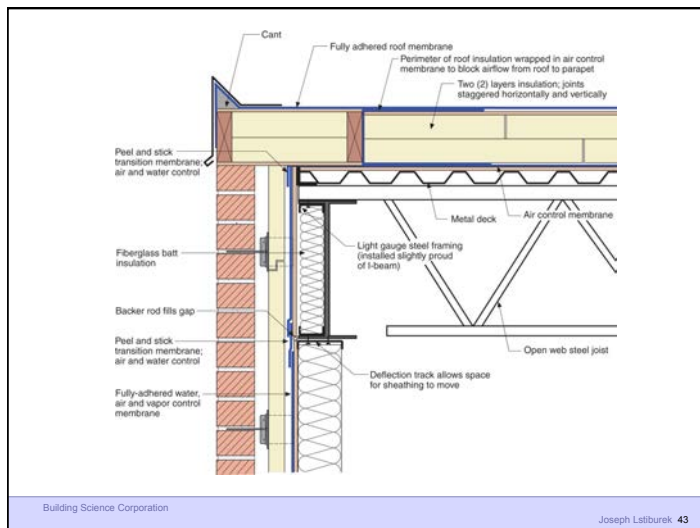 Cant
Fully adhered roof membrane
Perimeter of roof insulation wrapped in air control
membrane to block airflow from roof to parapet
Two (2) layers insulation; joints
staggered horizontally and vertically
Peel and stick
transition membrane;
air and water control
Metal deck
Air control membrane
Fiberglass batt
insulation
Light gauge steel framing
(installed slightly proud
of I-beam)
Backer rod fills gap
Peel and stick
transition membrane;
air and water control
Open web steel joist
Deflection track allows space
for sheathing to move
Fully-adhered water,
air and vapor control
membrane
Building Science Corporation
Joseph Lstiburek 43